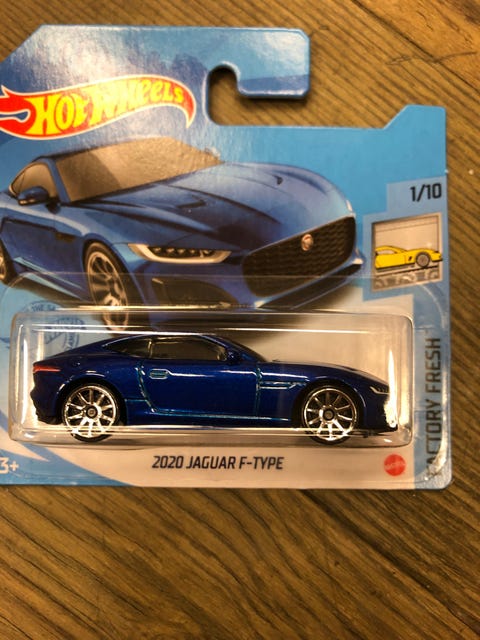 HOT WHEELS
1/10
FACTORY FRESH
2020 JAGUAR F-TYPE
3+